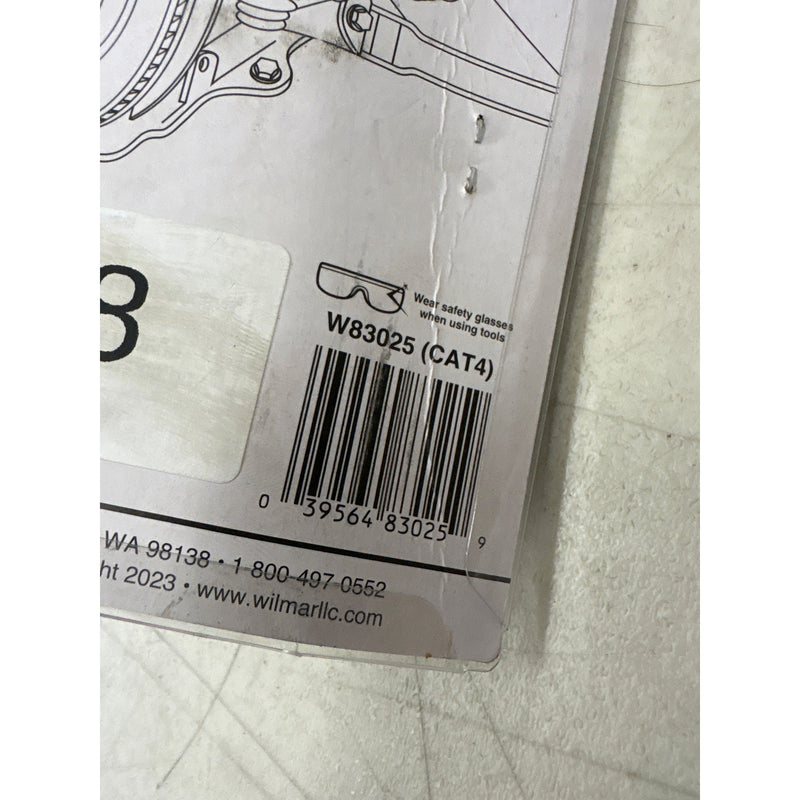 8
Wear safety glasses
when using tools
W83025 (CAT4)
0 39564 83025 9
WA 98138 • 1-800-497-0552
ht 2023 • www.wilmarllc.com